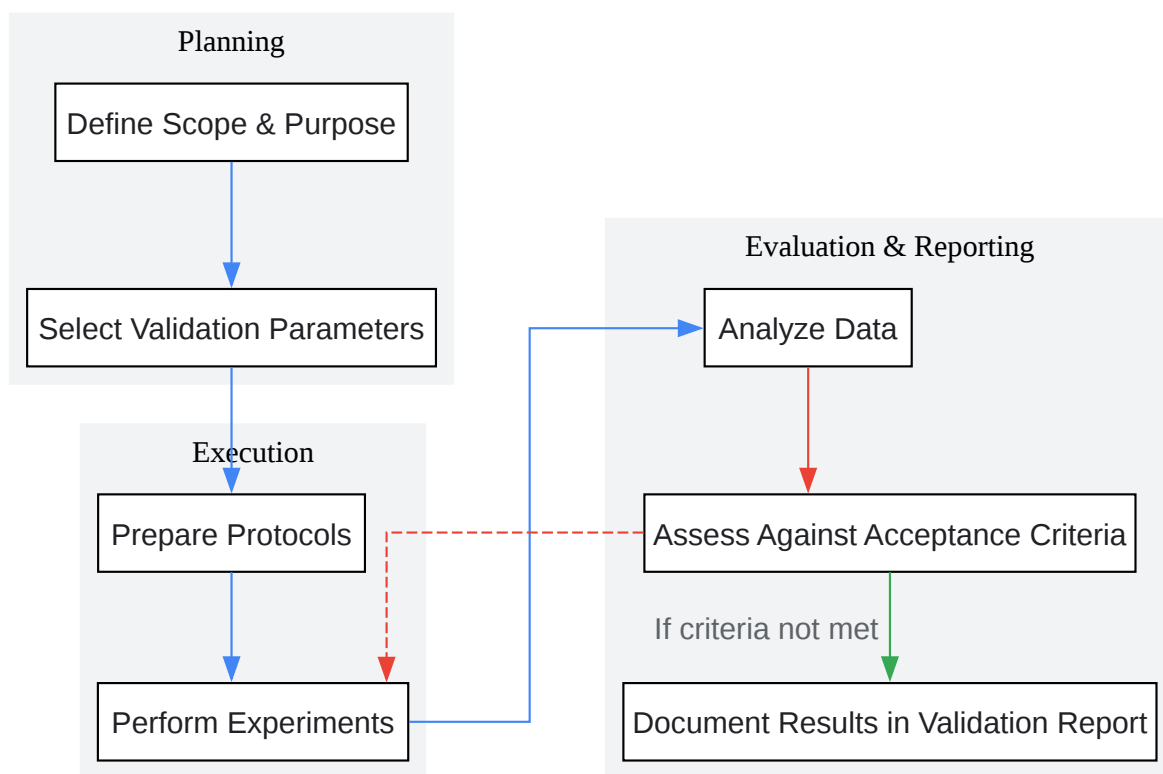 Planning
Define Scope & Purpose
Select Validation Parameters
Execution
Prepare Protocols
Perform Experiments
Evaluation & Reporting
Analyze Data
Assess Against Acceptance Criteria
If criteria not met
Document Results in Validation Report